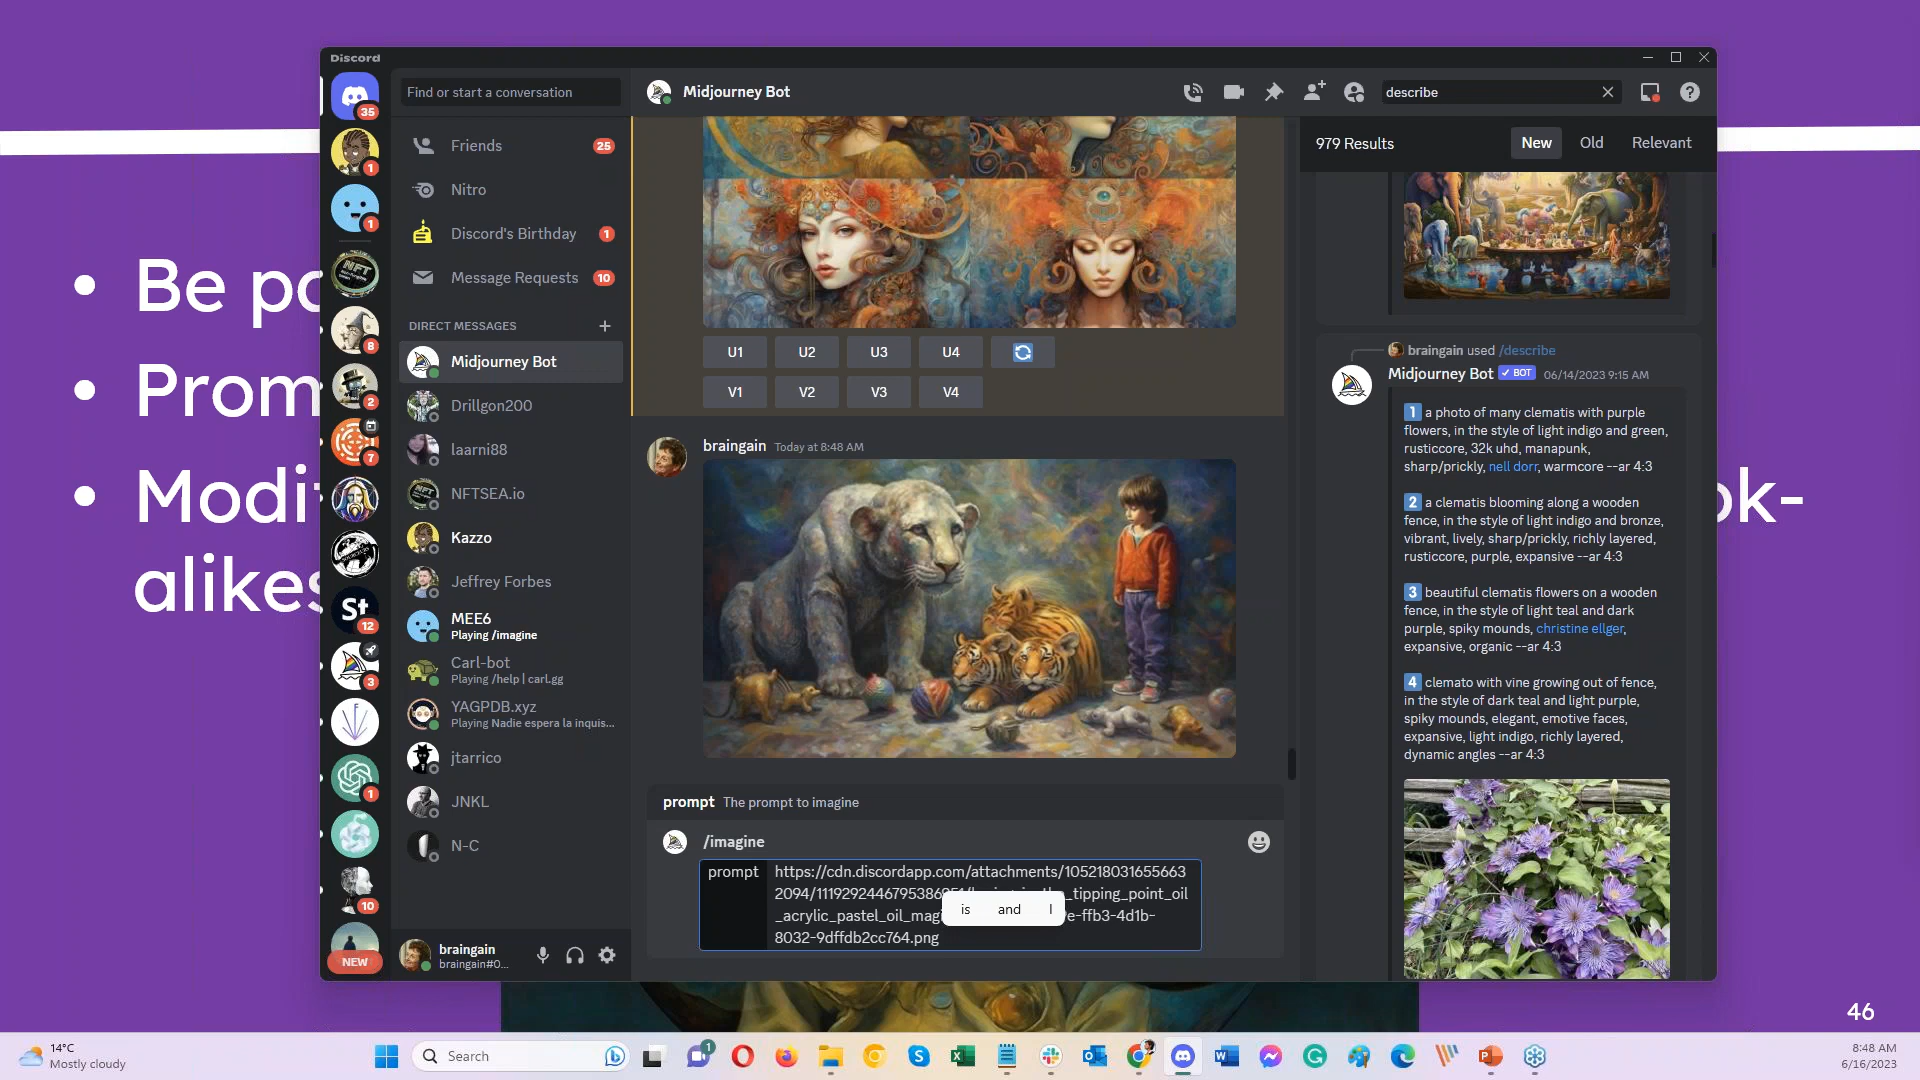 Discord
Find or start a conversation
Midjourney Bot
describe
35
1
1
8
2
7
12
3
1
10
NEW
Friends
25
Nitro
Discord's Birthday
1
Message Requests
10
DIRECT MESSAGES
Midjourney Bot
Drillgon200
laarni88
NFTSEA.io
Kazzo
Jeffrey Forbes
MEE6
Playing /imagine
Carl-bot
Playing /help | carl.gg
YAGPDB.xyz
Playing Nadie espera la inquis...
jtarrico
JNKL
N-C
braingain
braingain#0...
U1 U2 U3 U4
V1 V2 V3 V4
braingain Today at 8:48 AM
prompt The prompt to imagine
/imagine
prompt https://cdn.discordapp.com/attachments/105218031655663
_tipping_point_oil
_acrylic_pastel_oil_magi
e-ffb3-4d1b-
8032-9dffdb2cc764.png
is and I
979 Results
New Old Relevant
braingain used /describe
Midjourney Bot BOT 06/14/2023 9:15 AM
1 a photo of many clematis with purple
flowers, in the style of light indigo and green,
rusticcore, 32k uhd, manapunk,
sharp/prickly, nell dorr, warmcore --ar 4:3
2 a clematis blooming along a wooden
fence, in the style of light indigo and bronze,
vibrant, lively, sharp/prickly, richly layered,
rusticcore, purple, expansive --ar 4:3
3 beautiful clematis flowers on a wooden
fence, in the style of light teal and dark
purple, spiky mounds, christine ellger,
expansive, organic --ar 4:3
4 clemato with vine growing out of fence,
in the style of dark teal and light purple,
spiky mounds, elegant, emotive faces,
expansive, light indigo, richly layered,
dynamic angles --ar 4:3
• Be
• Prom
• Modi
ok-
alikes
46
14°C
Mostly cloudy
Search
1
8:48 AM
6/16/2023